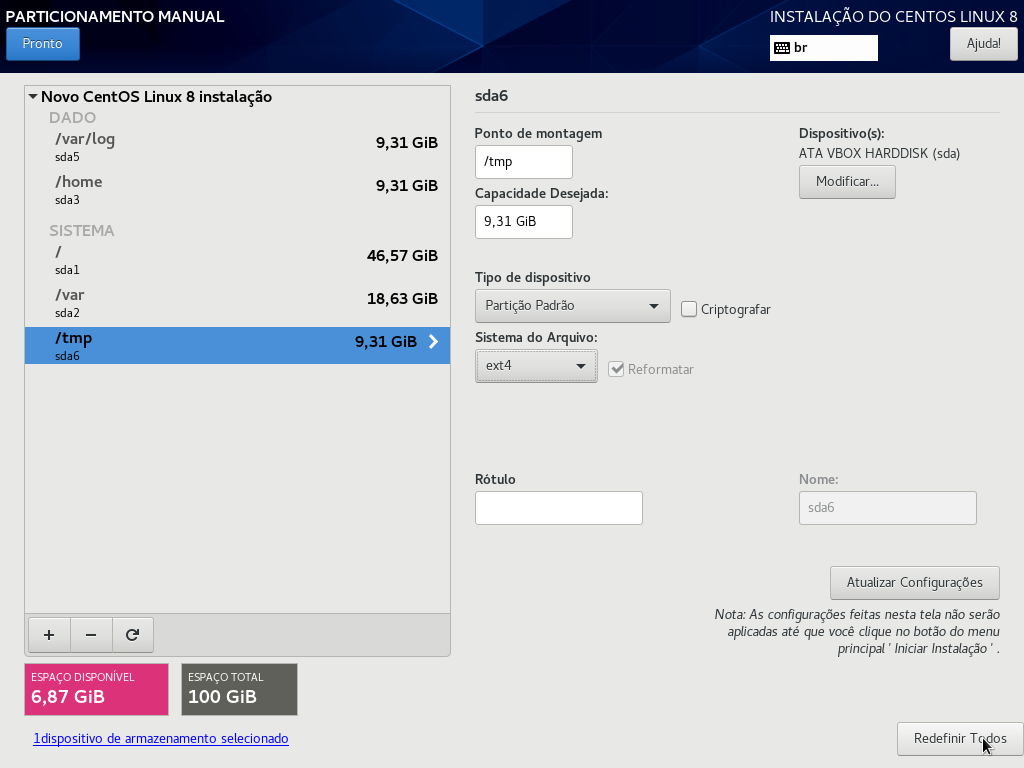 PARTICIONAMENTO MANUAL
INSTALAÇÃO DO CENTOS LINUX 8
Pronto
br
Ajuda!
Novo CentOS Linux 8 instalação
DADO
/var/log
9,31 GiB
sda5
/home
9,31 GiB
sda3
SISTEMA
/
46,57 GiB
sda1
/var
18,63 GiB
sda2
/tmp
9,31 GiB
sda6
+ −
ESPAÇO DISPONÍVEL
6,87 GiB
ESPAÇO TOTAL
100 GiB
1dispositivo de armazenamento selecionado
sda6
Ponto de montagem
/tmp
Capacidade Desejada:
9,31 GiB
Dispositivo(s):
ATA VBOX HARDDISK (sda)
Modificar...
Tipo de dispositivo
Partição Padrão
Criptografar
Sistema do Arquivo:
ext4
Reformatar
Rótulo
Nome:
sda6
Atualizar Configurações
Nota: As configurações feitas nesta tela não serão
aplicadas até que você clique no botão do menu
principal ' Iniciar Instalação ' .
Redefinir Todos